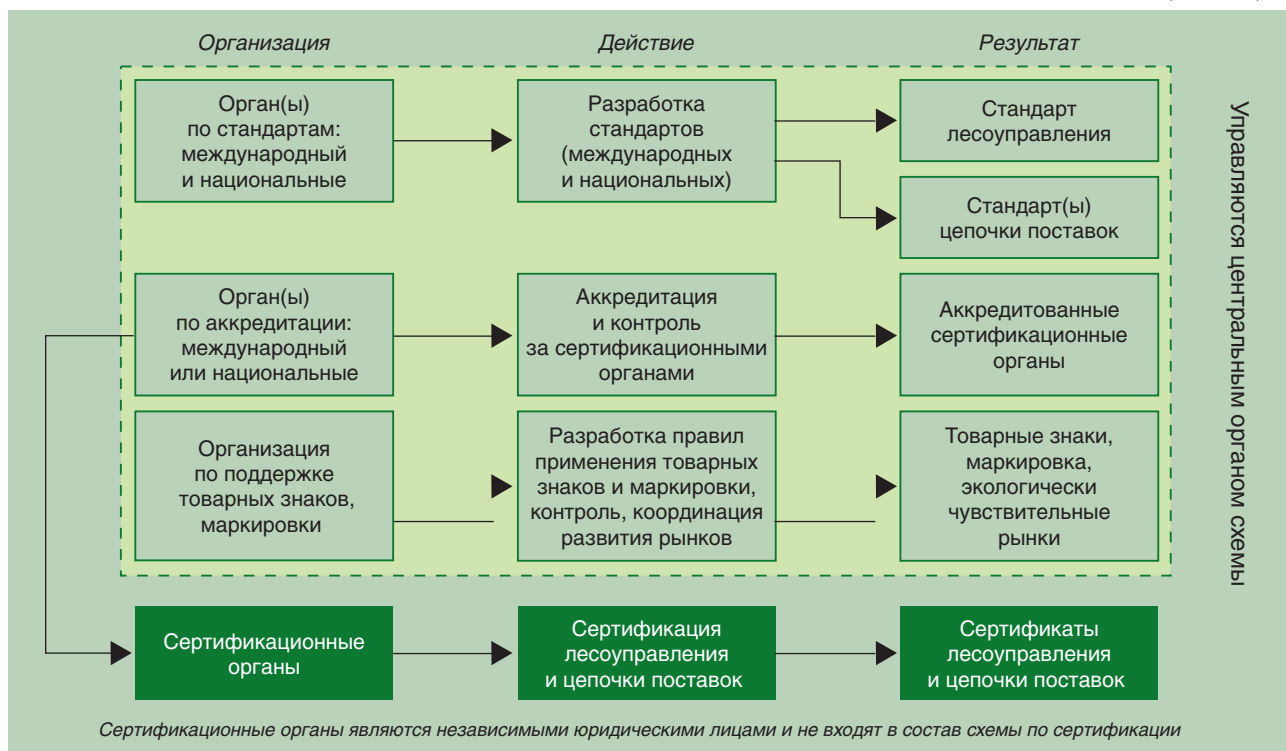 Организация
Действие
Результат
Орган(ы)
по стандартам:
международный
и национальные
Разработка
стандартов
(международных
и национальных)
Стандарт
лесоуправления
Стандарт(ы)
цепочки поставок
Орган(ы)
по аккредитации:
международный
или национальные
Аккредитация
и контроль
за сертификационными
органами
Аккредитованные
сертификационные
органы
Организация
по поддержке
товарных знаков,
маркировки
Разработка правил
применения товарных
знаков и маркировки,
контроль, координация
развития рынков
Товарные знаки,
маркировка,
экологически
чувствительные
рынки
Управляются центральным органом схемы
Сертификационные
органы
Сертификация
лесоуправления
и цепочки поставок
Сертификаты
лесоуправления
и цепочки поставок
Сертификационные органы являются независимыми юридическими лицами и не входят в состав схемы по сертификации